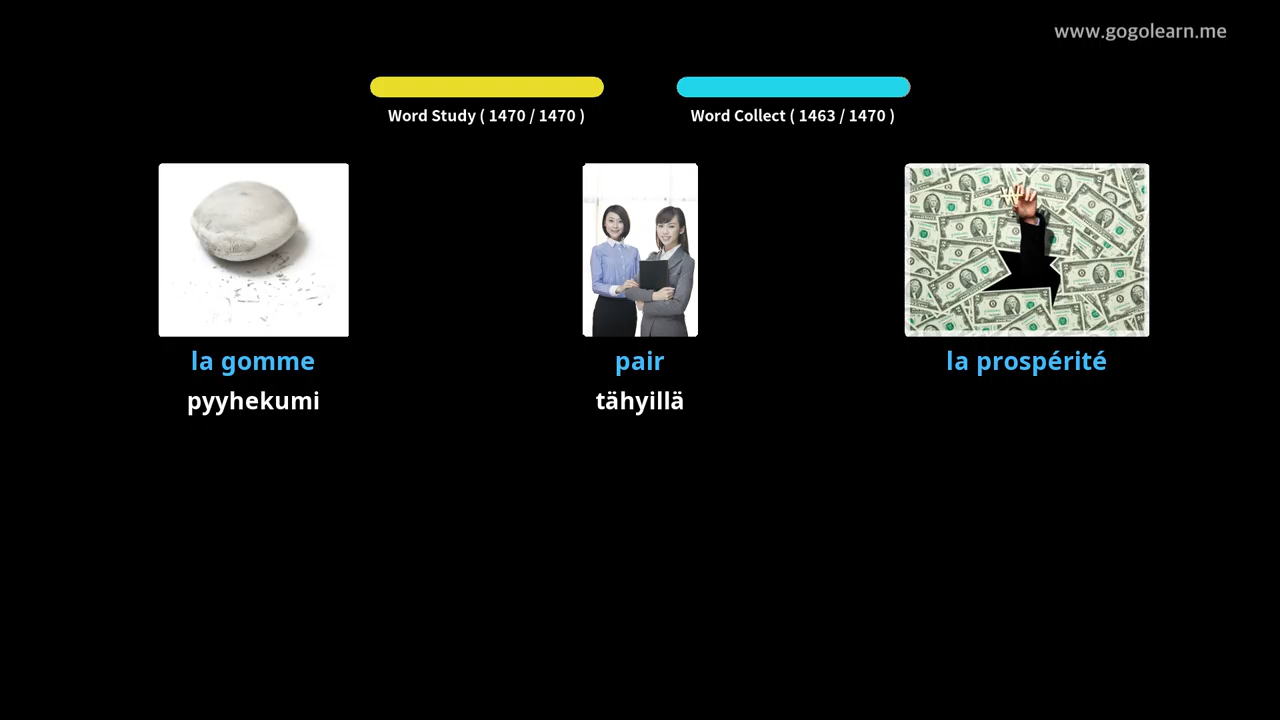 www.gogolearn.me
Word Study ( 1470 / 1470 )
Word Collect ( 1463 / 1470 )
la gomme
pair
la prospérité
pyyhekumi
tähyillä